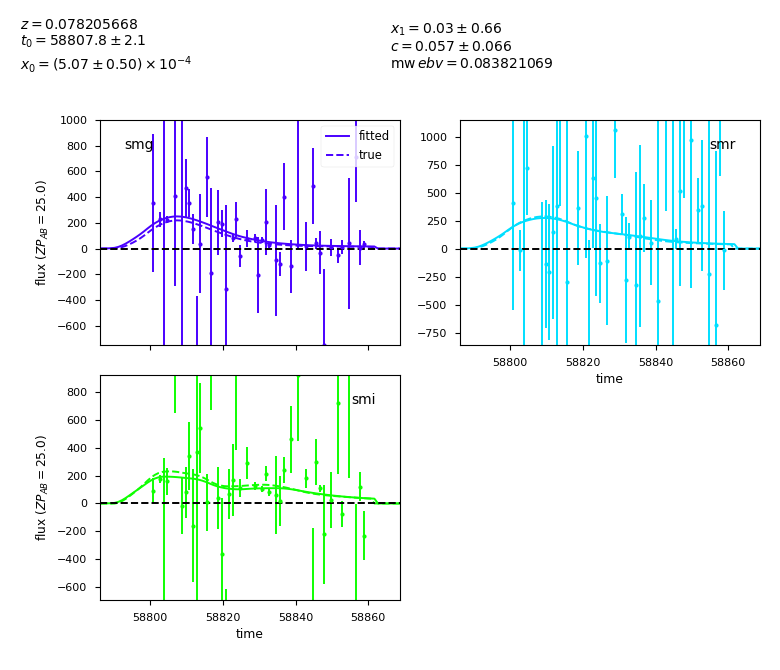 z = 0.078205668
t₀ = 58807.8 ± 2.1
x₀ = (5.07 ± 0.50) × 10⁻⁴
x₁ = 0.03 ± 0.66
c = 0.057 ± 0.066
mw ebv = 0.083821069
smg
fitted
true
1000
800
600
400
200
0
−200
−400
−600
flux (ZP_AB = 25.0)
smr
1000
750
500
250
0
−250
−500
−750
58800 58820 58840 58860
time
smi
800
600
400
200
0
−200
−400
−600
flux (ZP_AB = 25.0)
58800 58820 58840 58860
time